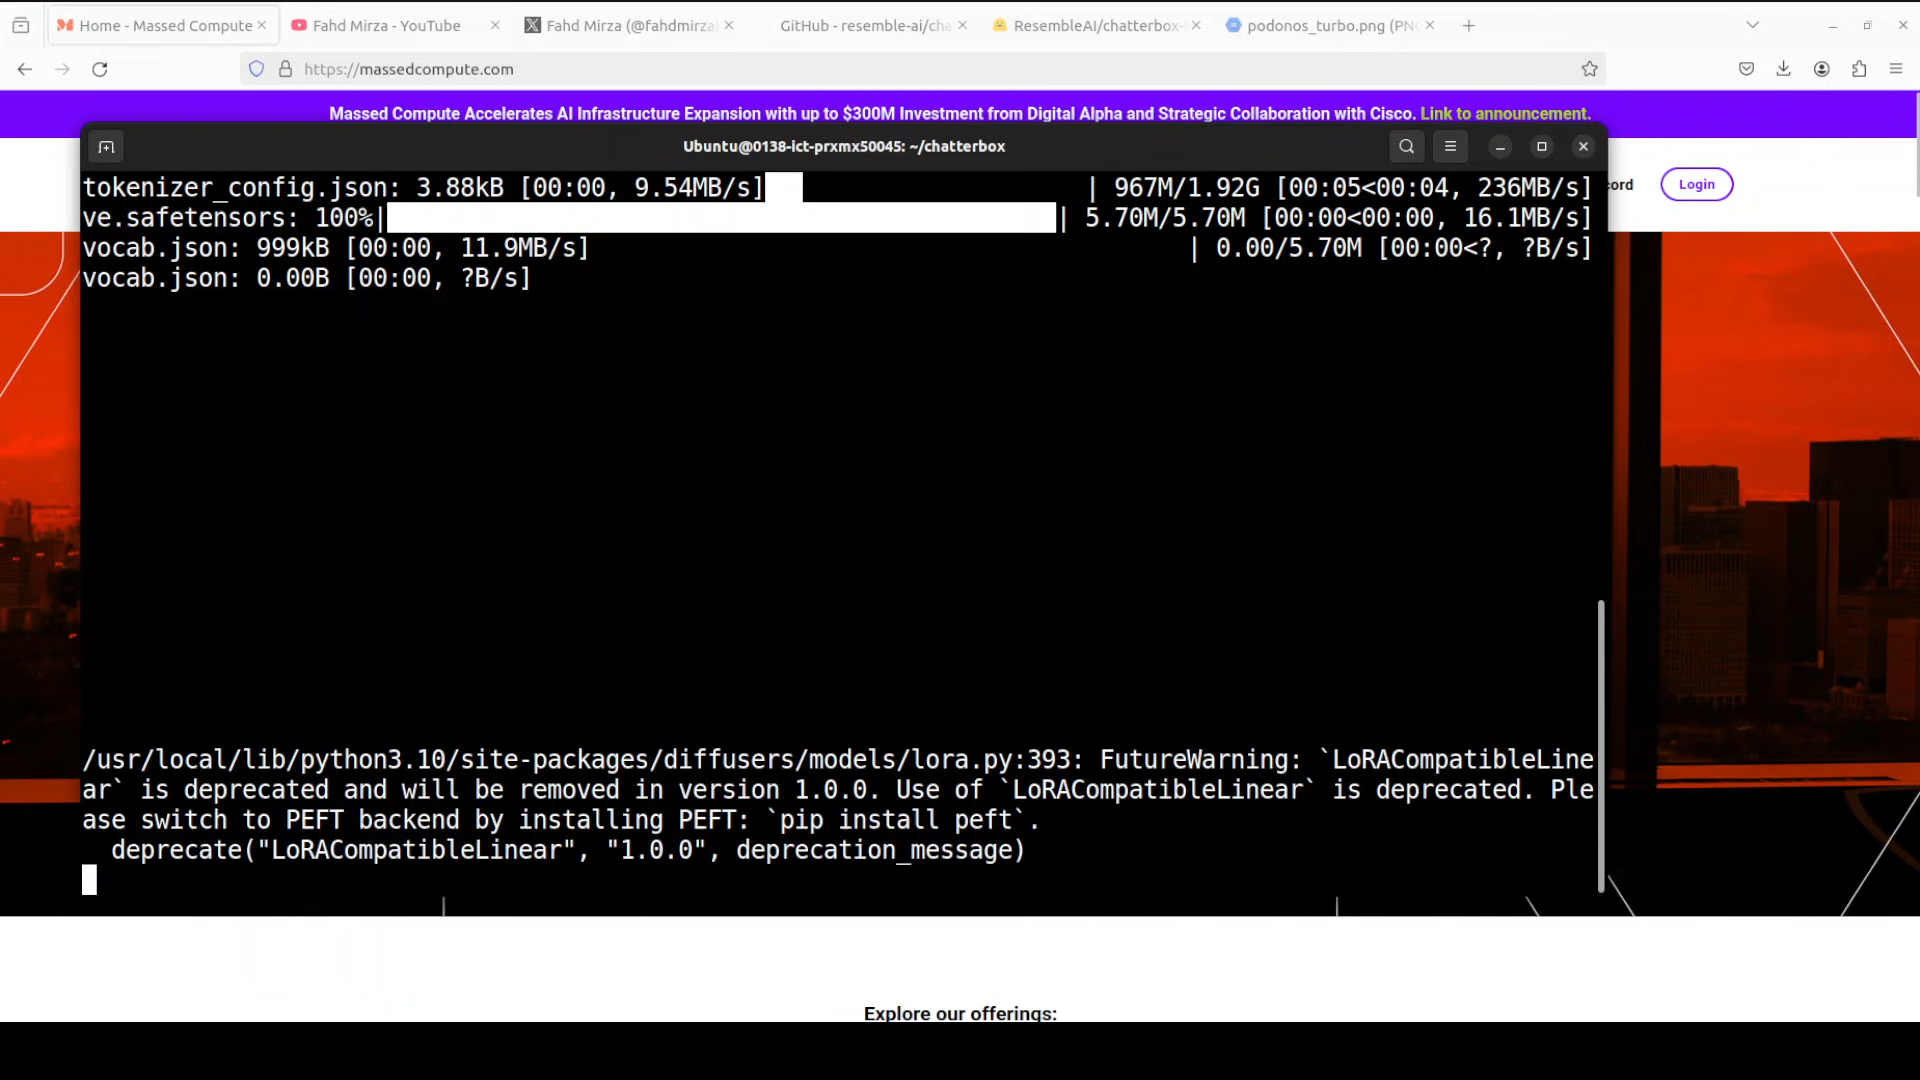 Home - Massed Compute
Fahd Mirza - YouTube
Fahd Mirza (@fahdmirza)
GitHub - resemble-ai/cha
ResembleAI/chatterbox-
podonos_turbo.png (PNG
https://massedcompute.com
Massed Compute Accelerates AI Infrastructure Expansion with up to $300M Investment from Digital Alpha and Strategic Collaboration with Cisco. Link to announcement.
Ubuntu@0138-ict-prxmx50045: ~/chatterbox
cord
Login
tokenizer_config.json: 3.88kB [00:00, 9.54MB/s] | 967M/1.92G [00:05<00:04, 236MB/s]
ve.safetensors: 100%| | 5.70M/5.70M [00:00<00:00, 16.1MB/s]
vocab.json: 999kB [00:00, 11.9MB/s] | 0.00/5.70M [00:00<?, ?B/s]
vocab.json: 0.00B [00:00, ?B/s]
/usr/local/lib/python3.10/site-packages/diffusers/models/lora.py:393: FutureWarning: `LoRACompatibleLine
ar` is deprecated and will be removed in version 1.0.0. Use of `LoRACompatibleLinear` is deprecated. Ple
ase switch to PEFT backend by installing PEFT: `pip install peft`.
deprecate("LoRACompatibleLinear", "1.0.0", deprecation_message)
Explore our offerings: